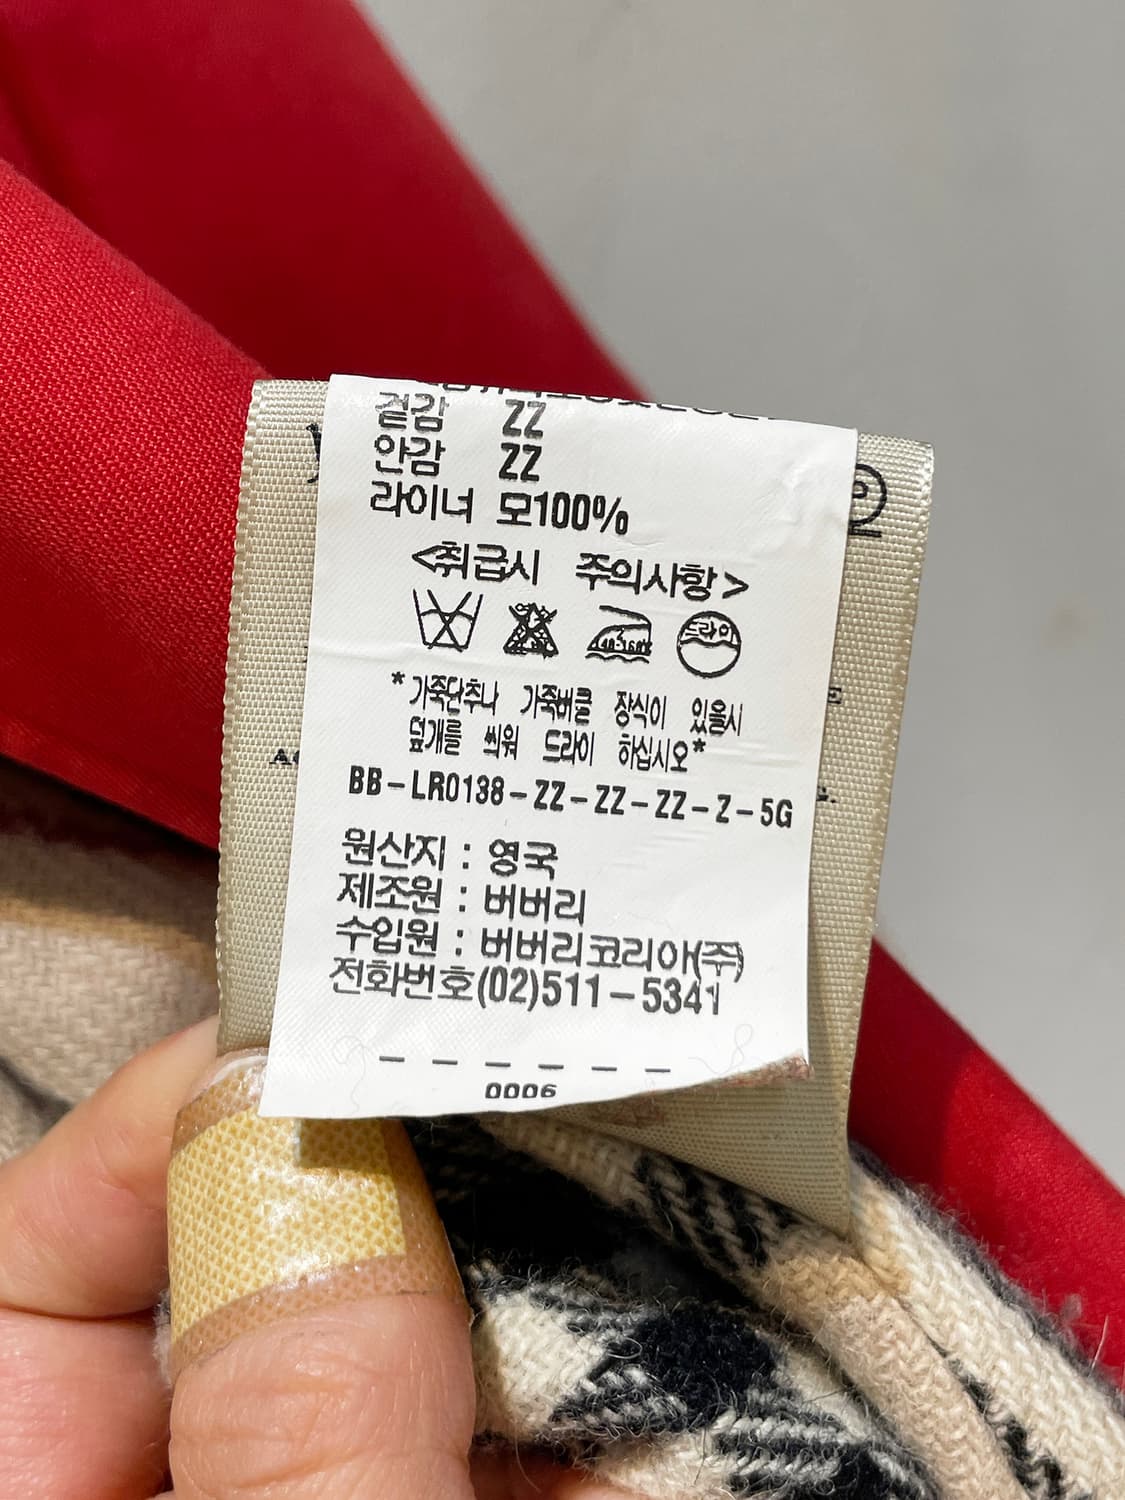 겉감 ZZ
안감 ZZ
라이너 모100%
<취급시 주의사항>
드라이
*가죽단추나 가죽버클 장식이 있을시
덮개를 씌워 드라이 하십시오*
BB-LR0138-ZZ-ZZ-ZZ-Z-5G
원산지 : 영국
제조원 : 버버리
수입원 : 버버리코리아(주)
전화번호(02)511-5341
- - - - - -
0006